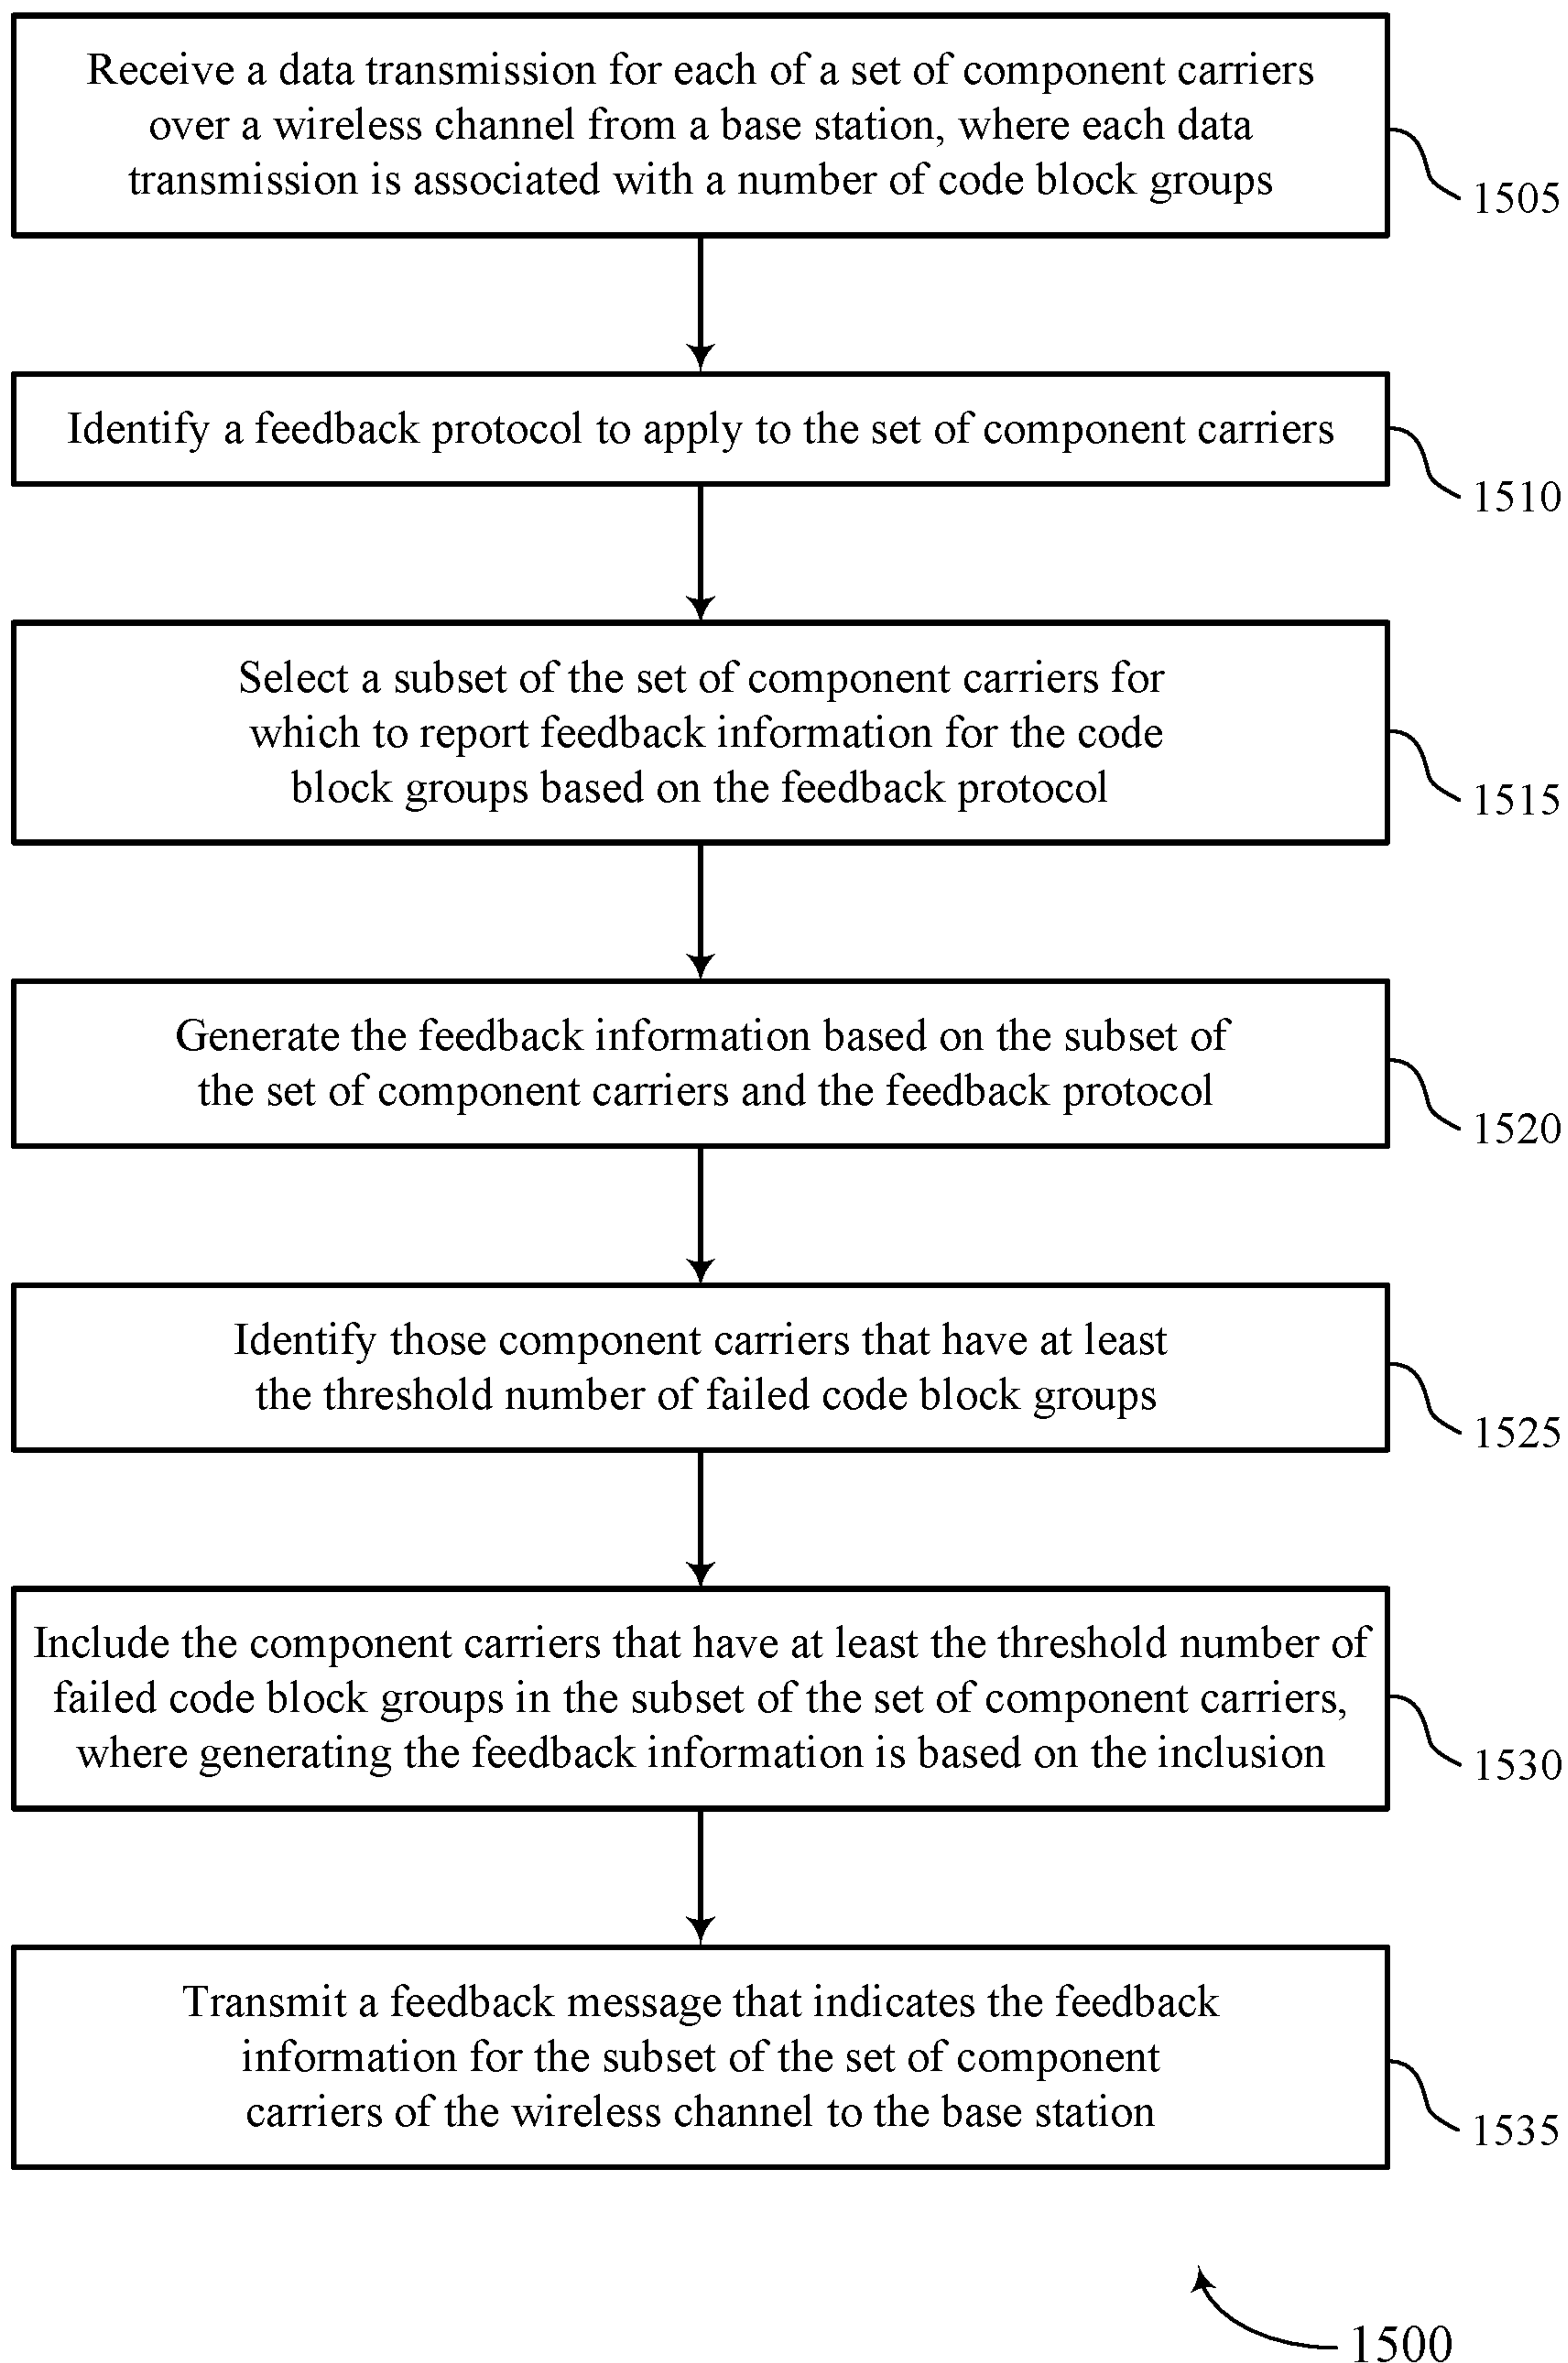 Receive a data transmission for each of a set of component carriers
over a wireless channel from a base station, where each data
transmission is associated with a number of code block groups
1505
Identify a feedback protocol to apply to the set of component carriers
1510
Select a subset of the set of component carriers for
which to report feedback information for the code
block groups based on the feedback protocol
1515
Generate the feedback information based on the subset of
the set of component carriers and the feedback protocol
1520
Identify those component carriers that have at least
the threshold number of failed code block groups
1525
Include the component carriers that have at least the threshold number of
failed code block groups in the subset of the set of component carriers,
where generating the feedback information is based on the inclusion
1530
Transmit a feedback message that indicates the feedback
information for the subset of the set of component
carriers of the wireless channel to the base station
1535
1500